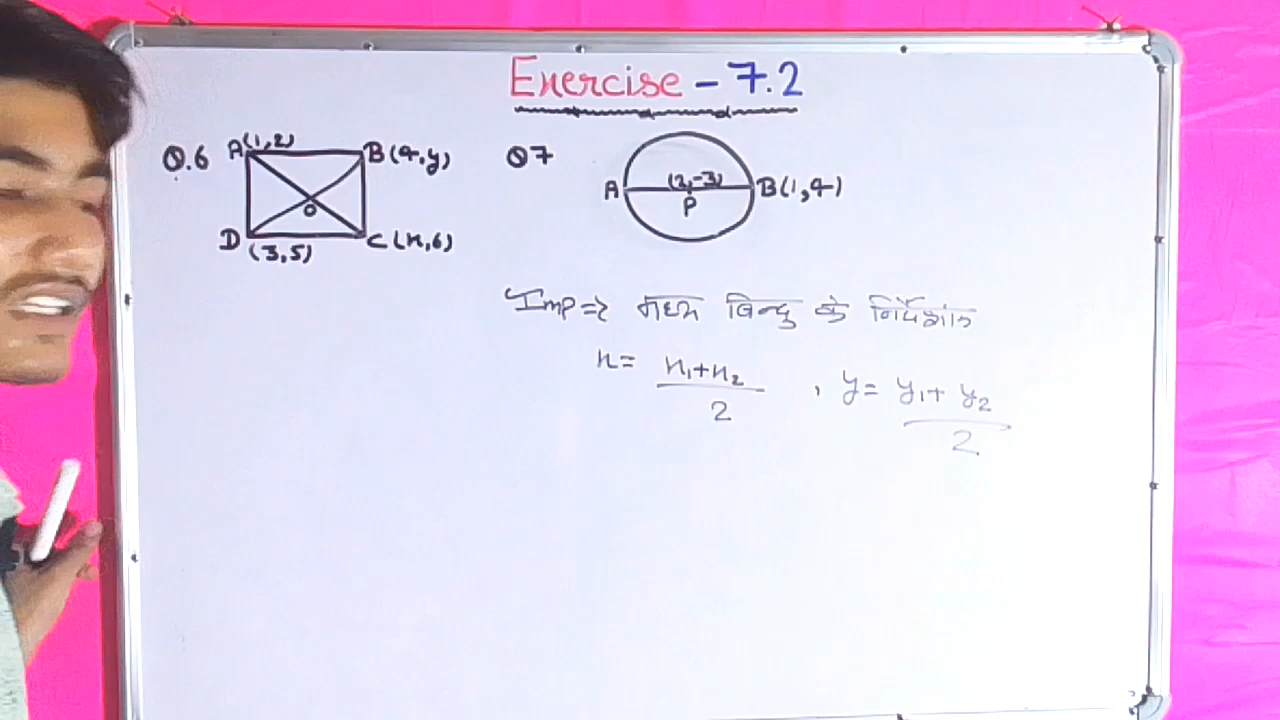 Exercise - 7.2
Q.6 A(1,2) B(4,y)
O
D (3,5) C(x,6)
Q7
A (2,-3) B(1,4)
P
Imp => मध्य बिन्दु के निर्देशांक
x = x₁+x₂ / 2 , y = y₁+y₂ / 2